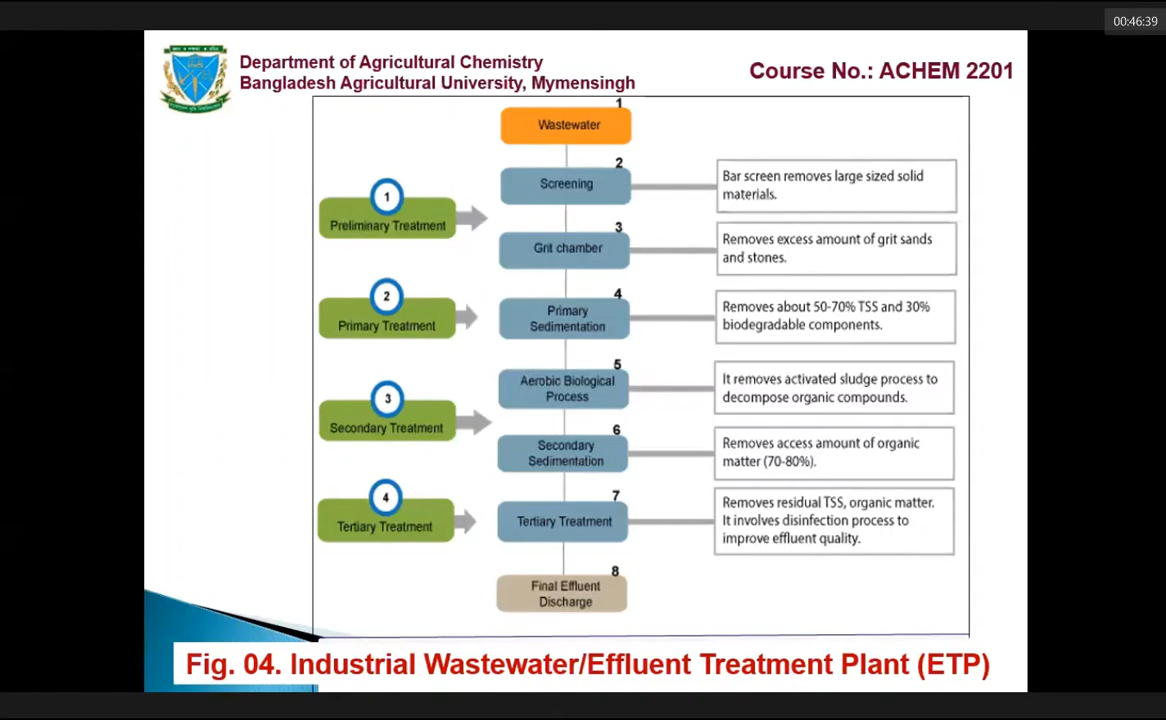 00:46:39
Department of Agricultural Chemistry
Bangladesh Agricultural University, Mymensingh
Course No.: ACHEM 2201
1
Wastewater
2
Screening
Bar screen removes large sized solid
materials.
1
Preliminary Treatment
3
Grit chamber
Removes excess amount of grit sands
and stones.
2
Primary Treatment
4
Primary
Sedimentation
Removes about 50-70% TSS and 30%
biodegradable components.
5
Aerobic Biological
Process
It removes activated sludge process to
decompose organic compounds.
3
Secondary Treatment
6
Secondary
Sedimentation
Removes access amount of organic
matter (70-80%).
4
Tertiary Treatment
7
Tertiary Treatment
Removes residual TSS, organic matter.
It involves disinfection process to
improve effluent quality.
8
Final Effluent
Discharge
Fig. 04. Industrial Wastewater/Effluent Treatment Plant (ETP)